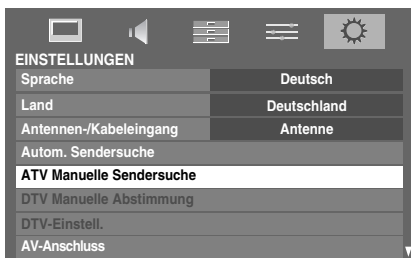 EINSTELLUNGEN
Sprache Deutsch
Land Deutschland
Antennen-/Kabeleingang Antenne
Autom. Sendersuche
ATV Manuelle Sendersuche
DTV Manuelle Abstimmung
DTV-Einstell.
AV-Anschluss